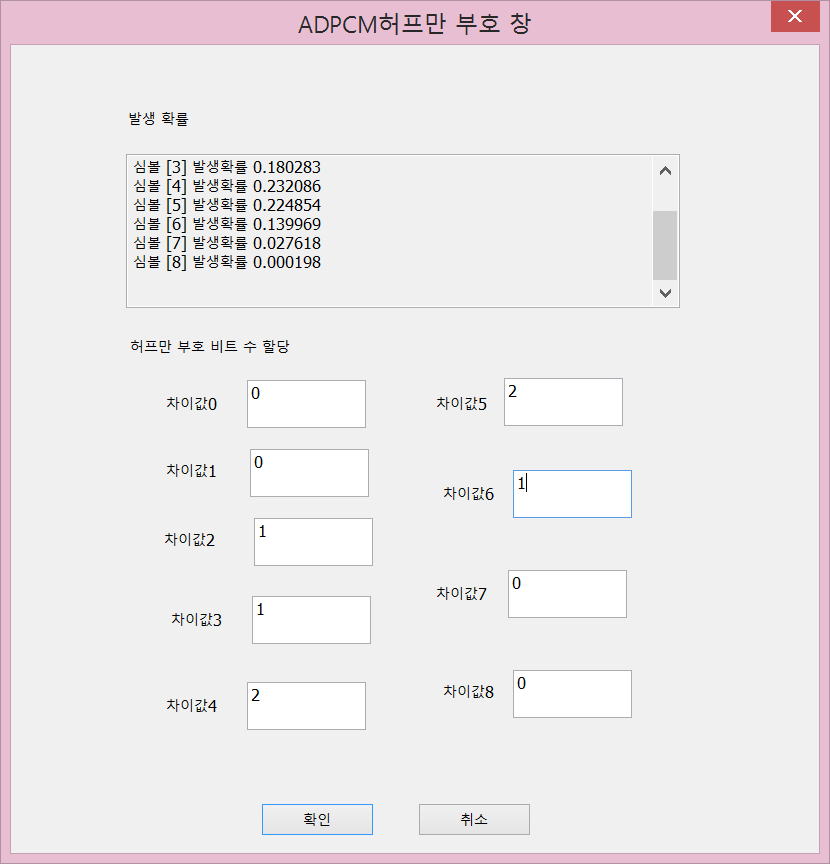 ADPCM허프만 부호 창
발생 확률
심볼 [3] 발생확률 0.180283
심볼 [4] 발생확률 0.232086
심볼 [5] 발생확률 0.224854
심볼 [6] 발생확률 0.139969
심볼 [7] 발생확률 0.027618
심볼 [8] 발생확률 0.000198
허프만 부호 비트 수 할당
차이값0 0
차이값5 2
차이값1 0
차이값6 1
차이값2 1
차이값7 0
차이값3 1
차이값8 0
차이값4 2
확인 취소